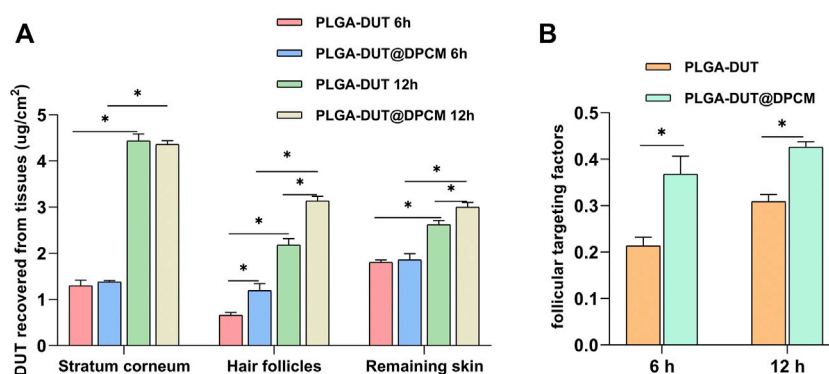 A
PLGA-DUT 6h
PLGA-DUT@DPCM 6h
PLGA-DUT 12h
PLGA-DUT@DPCM 12h
DUT recovered from tissues (ug/cm²)
5
4
3
2
1
0
*
*
*
*
*
*
*
*
*
Stratum corneum
Hair follicles
Remaining skin
B
PLGA-DUT
PLGA-DUT@DPCM
follicular targeting factors
0.5
0.4
0.3
0.2
0.1
0.0
*
*
6 h
12 h